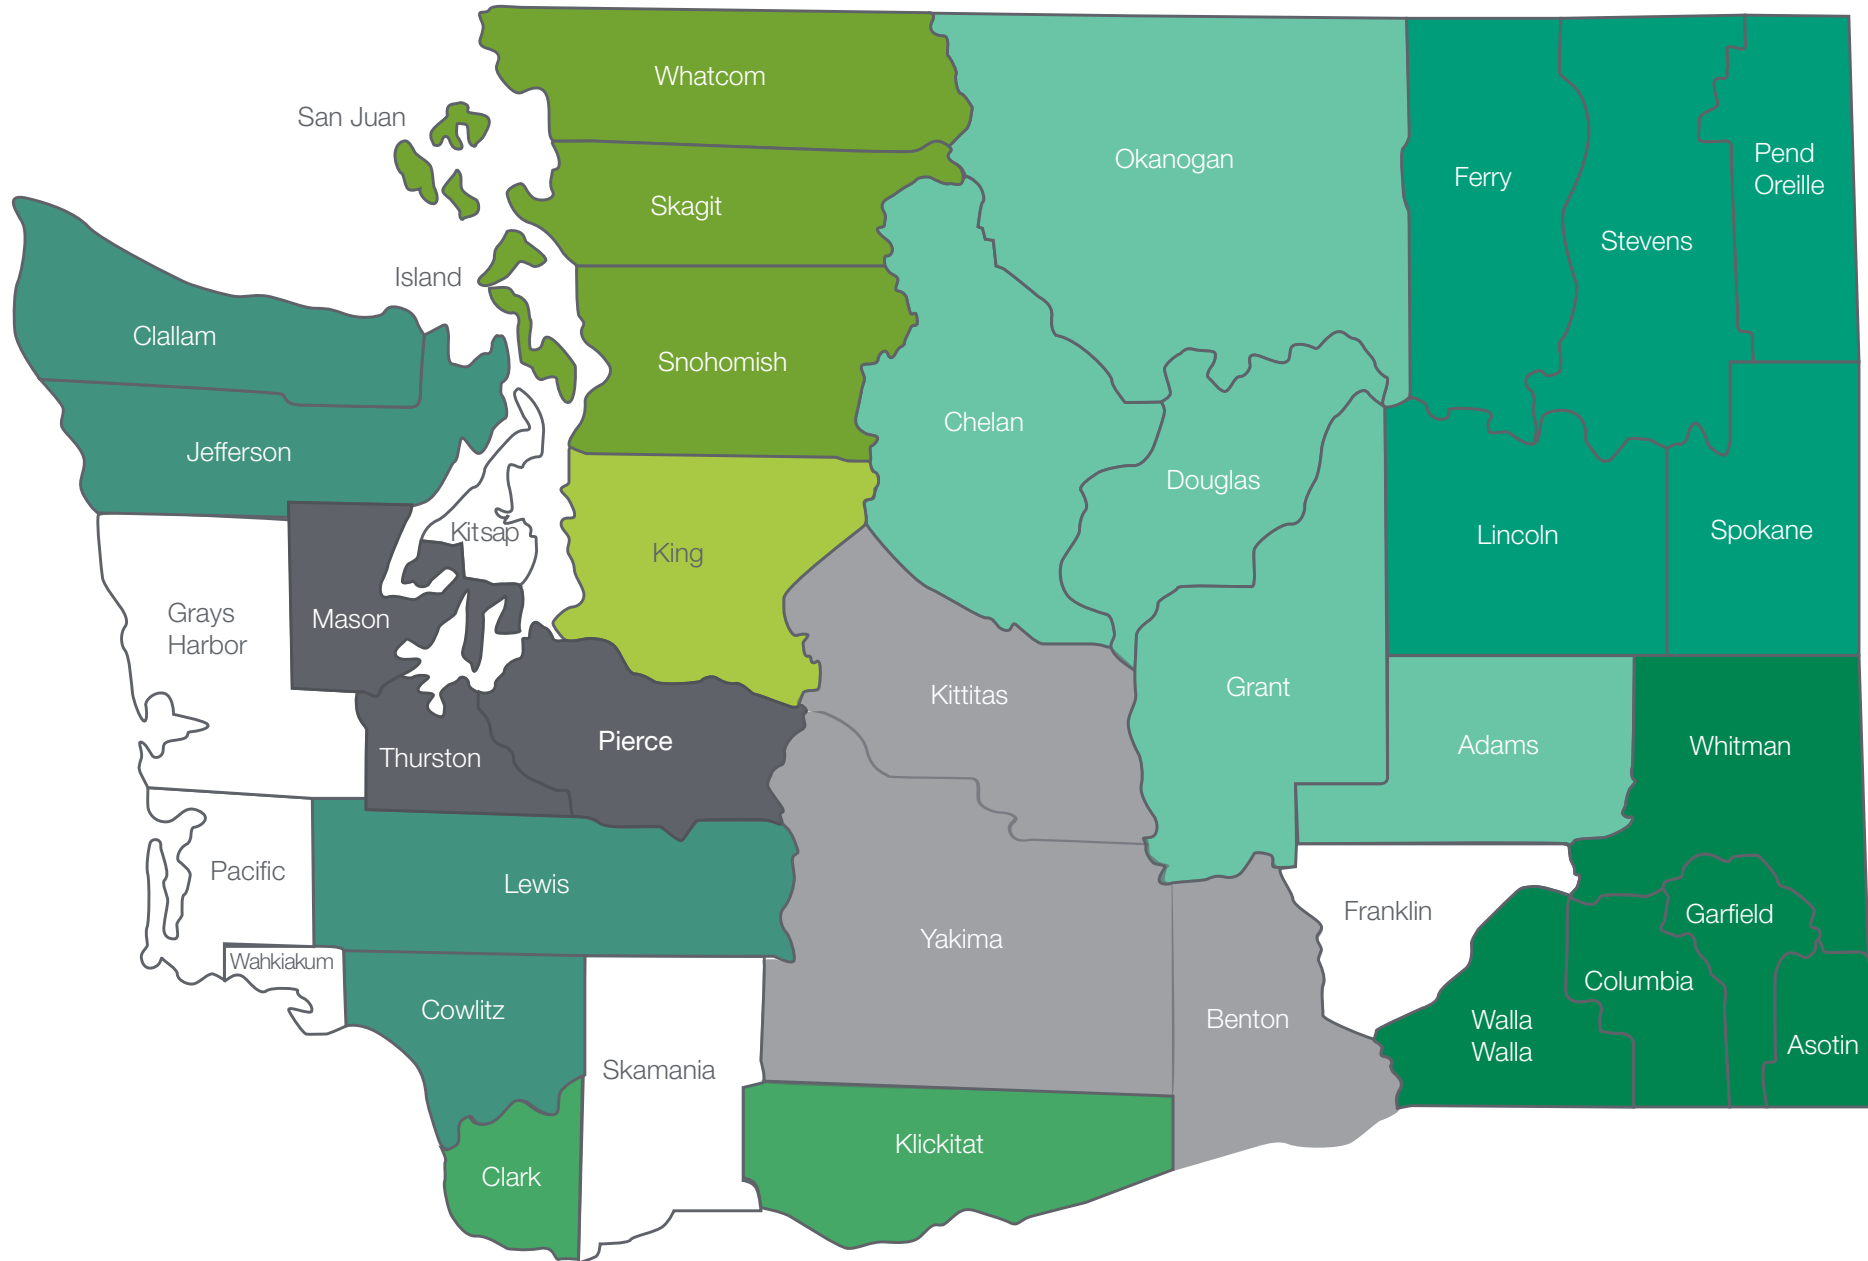 Whatcom
San Juan
Okanogan
Pend
Oreille
Ferry
Skagit
Stevens
Island
Clallam
Snohomish
Chelan
Jefferson
Douglas
Kitsap
Lincoln
Spokane
King
Grays
Harbor
Mason
Kittitas
Grant
Pierce
Thurston
Adams
Whitman
Pacific
Lewis
Franklin
Garfield
Yakima
Wahkiakum
Columbia
Cowlitz
Benton
Walla
Walla
Asotin
Skamania
Klickitat
Clark